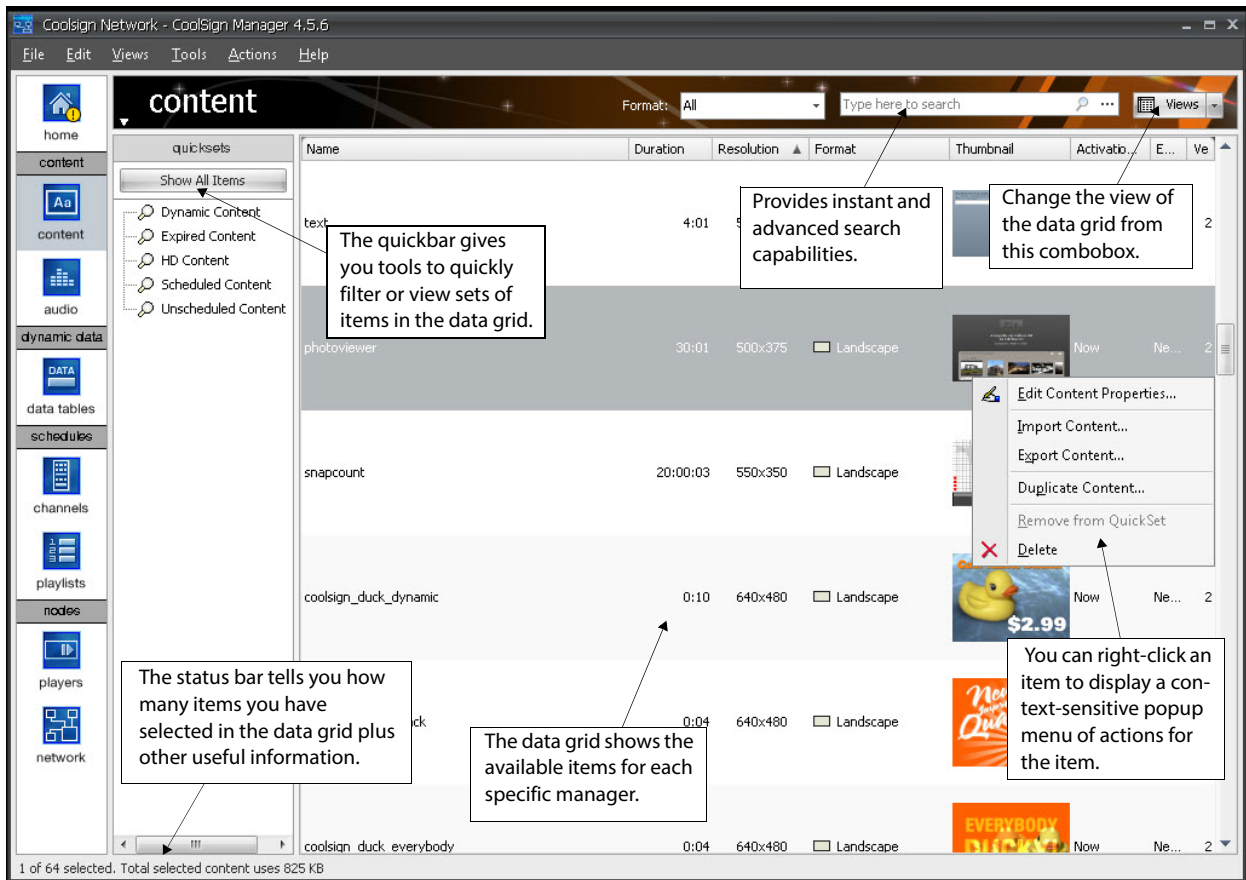 Coolsign Network - CoolSign Manager 4.5.6
File Edit Views Tools Actions Help
content
Format: All
Type here to search
Views
home
content
content
audio
dynamic data
data tables
schedules
channels
playlists
nodes
players
network
quicksets
Show All Items
Dynamic Content
Expired Content
HD Content
Scheduled Content
Unscheduled Content
The quickbar gives
you tools to quickly
filter or view sets of
items in the data grid.
Name Duration Resolution Format Thumbnail Activatio... E... Ve
Provides instant and
advanced search
capabilities.
Change the view of
the data grid from
this combobox.
text 4:01 2
photoviewer 30:01 500x375 Landscape Now Ne... 2
Edit Content Properties...
Import Content...
Export Content...
Duplicate Content...
Remove from QuickSet
Delete
snapcount 20:00:03 550x350 Landscape
coolsign_duck_dynamic 0:10 640x480 Landscape Now Ne... 2
$2.99
You can right-click an
item to display a con-
text-sensitive popup
menu of actions for
the item.
The status bar tells you how
many items you have
selected in the data grid plus
other useful information.
0:04 640x480 Landscape
The data grid shows the
available items for each
specific manager.
coolsign_duck_everybody 0:04 640x480 Landscape Now Ne... 2
EVERYBODY
1 of 64 selected. Total selected content uses 825 KB